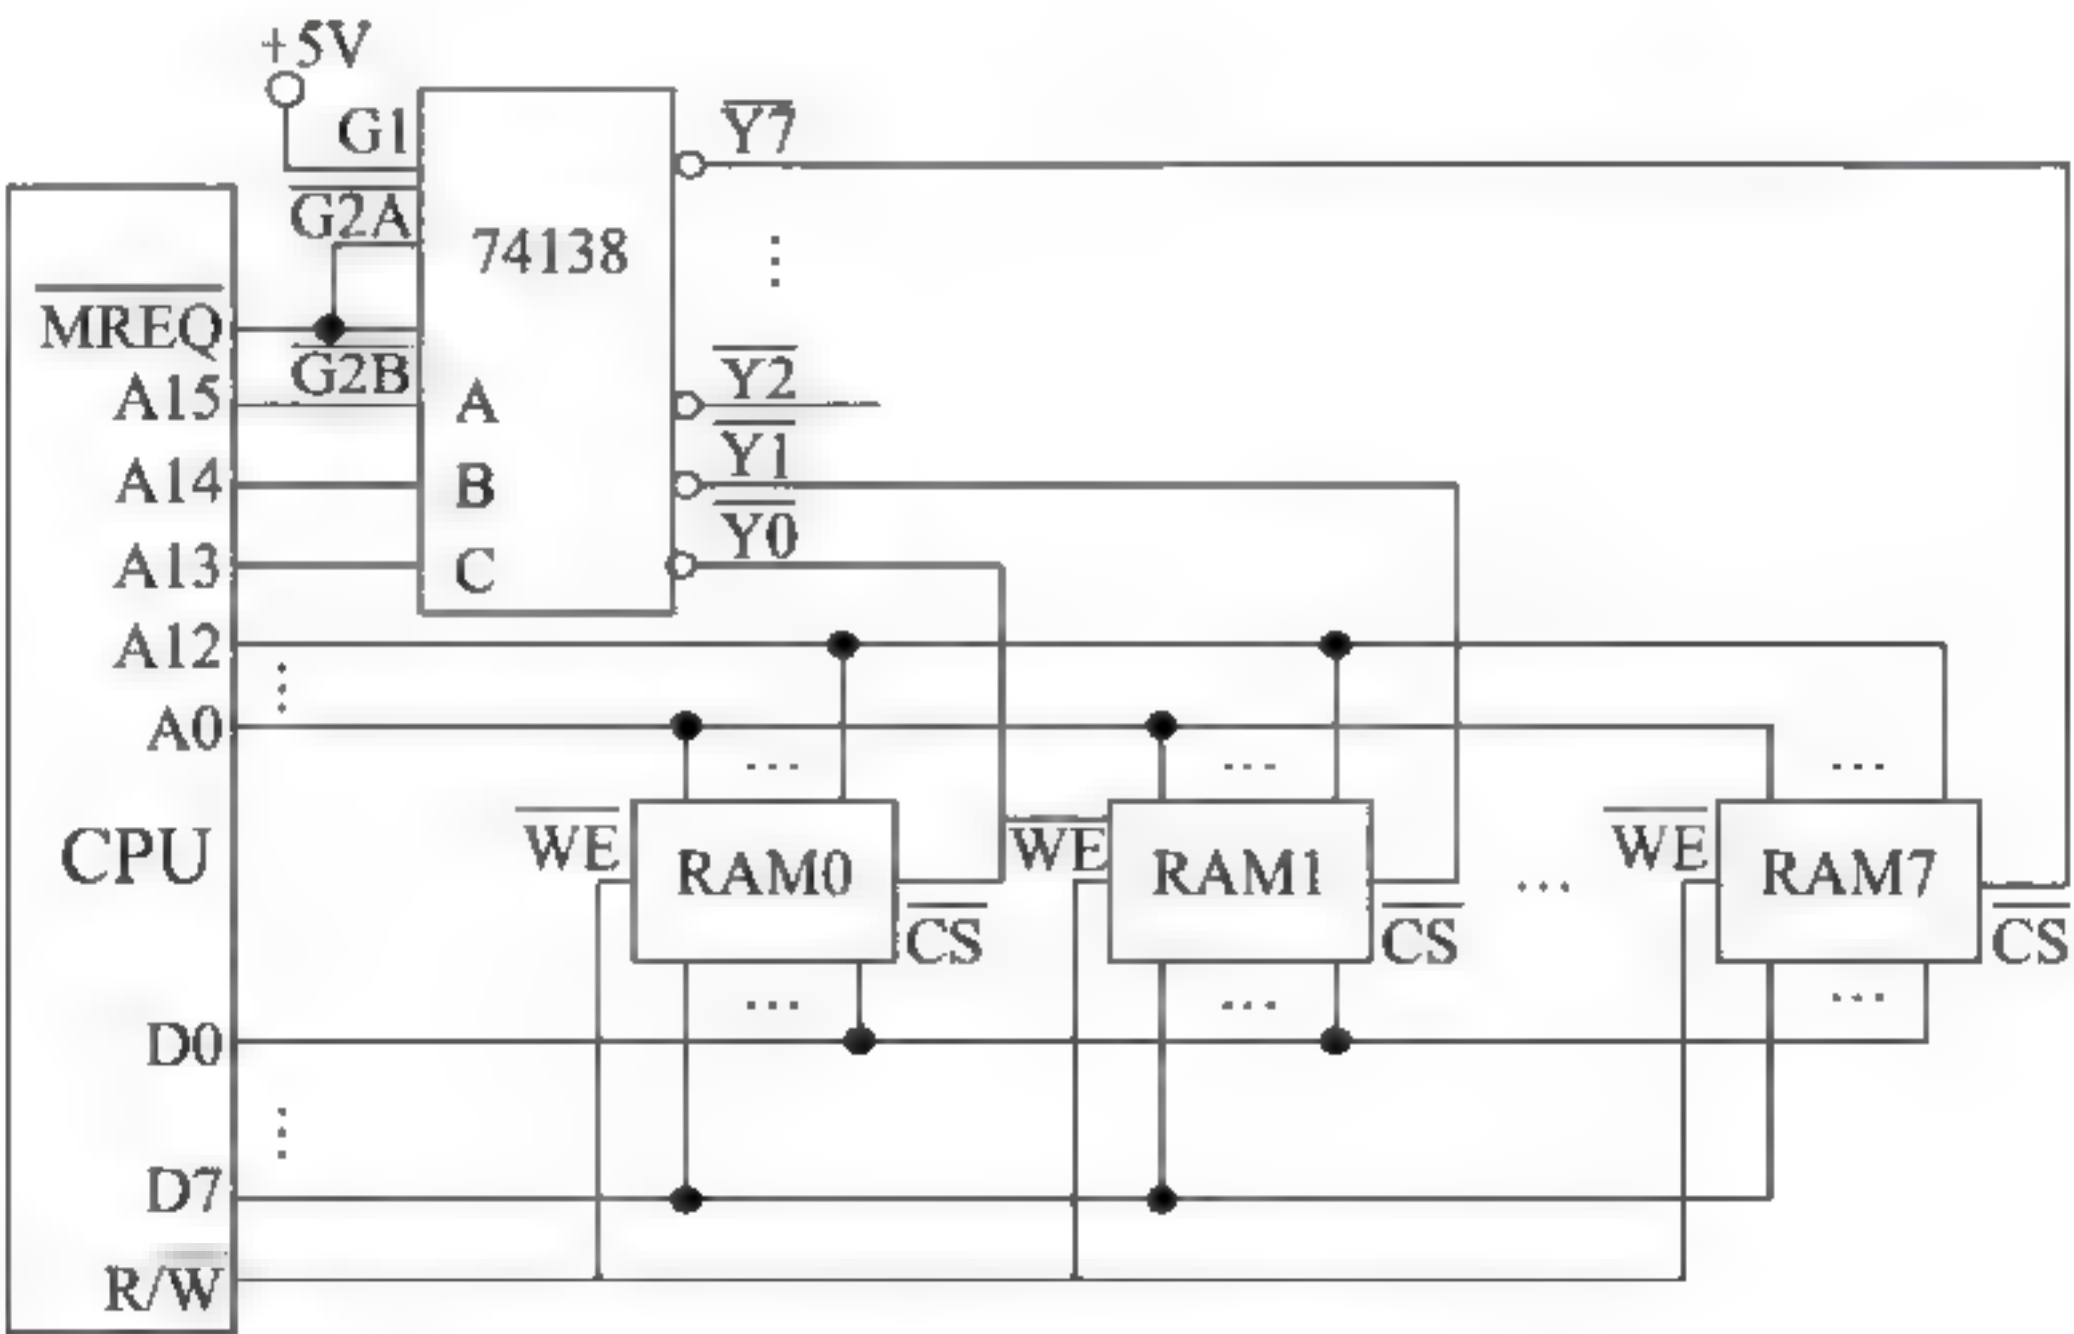 +5V
G1
Y7
G2A
74138
MREQ
G2B
Y2
A15
A
Y1
A14
B
Y0
A13
C
A12
⋮
A0
... ... ...
WE RAM0 WE RAM1 ... WE RAM7
CPU
CS CS CS
... ... ...
D0
⋮
D7
R/W